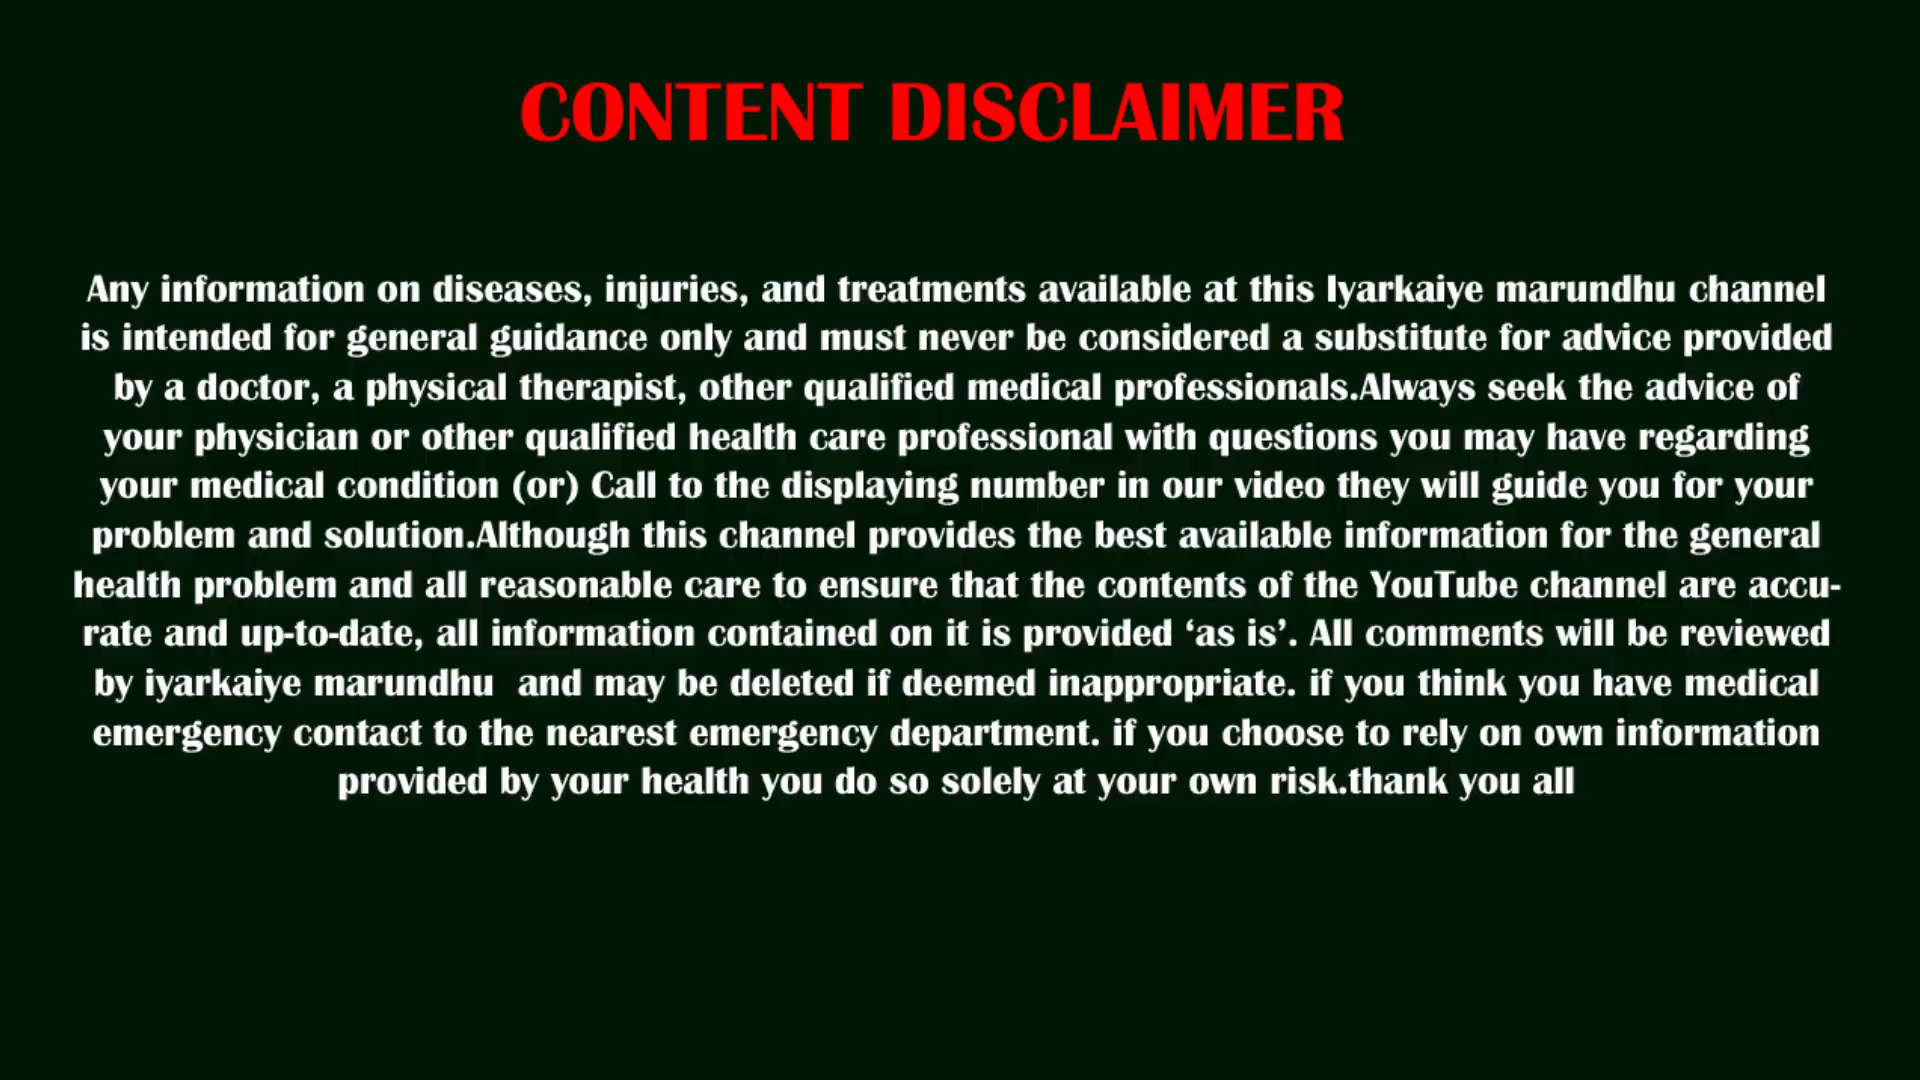 CONTENT DISCLAIMER
Any information on diseases, injuries, and treatments available at this Iyarkaiye marundhu channel
is intended for general guidance only and must never be considered a substitute for advice provided
by a doctor, a physical therapist, other qualified medical professionals.Always seek the advice of
your physician or other qualified health care professional with questions you may have regarding
your medical condition (or) Call to the displaying number in our video they will guide you for your
problem and solution.Although this channel provides the best available information for the general
health problem and all reasonable care to ensure that the contents of the YouTube channel are accu-
rate and up-to-date, all information contained on it is provided ‘as is’. All comments will be reviewed
by iyarkaiye marundhu  and may be deleted if deemed inappropriate. if you think you have medical
emergency contact to the nearest emergency department. if you choose to rely on own information
provided by your health you do so solely at your own risk.thank you all